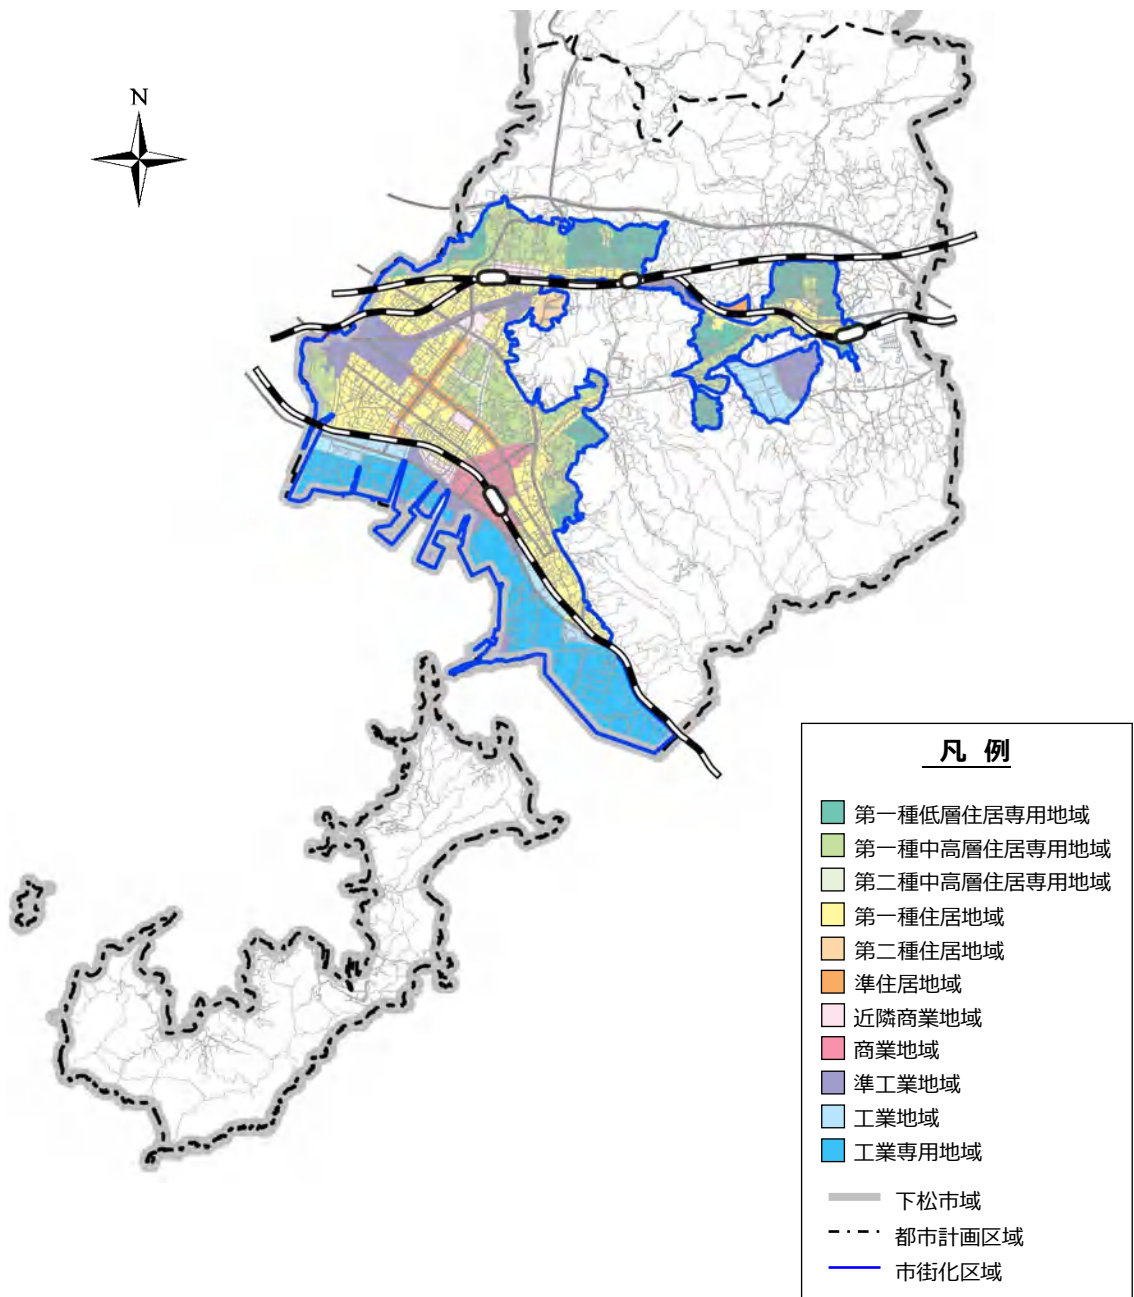 N
凡 例
第一種低層住居専用地域
第一種中高層住居専用地域
第二種中高層住居専用地域
第一種住居地域
第二種住居地域
準住居地域
近隣商業地域
商業地域
準工業地域
工業地域
工業専用地域
下松市域
都市計画区域
市街化区域